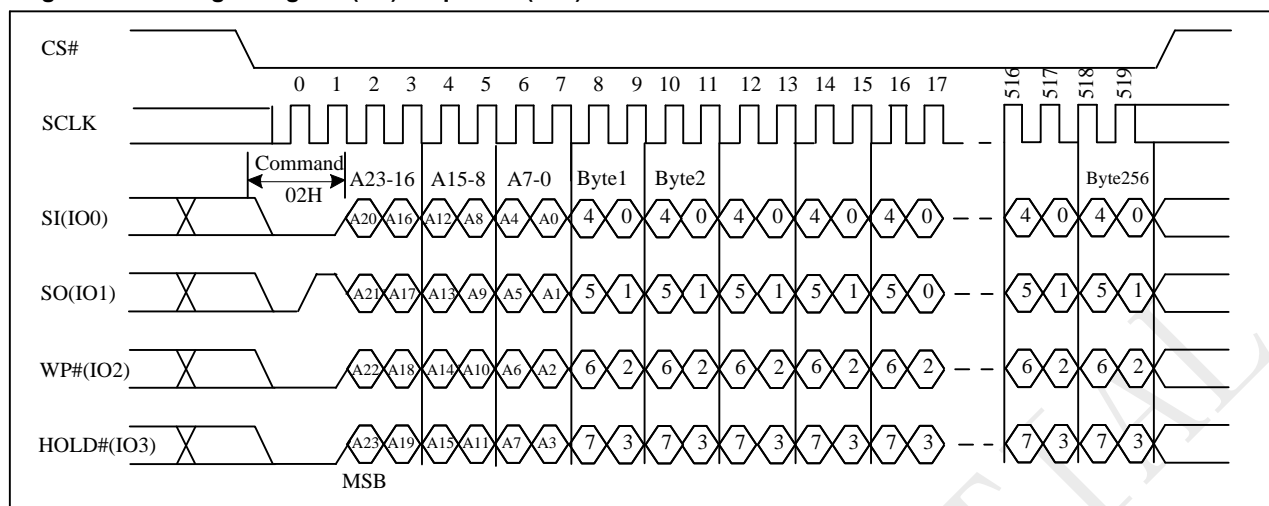 CS#
0 1 2 3 4 5 6 7 8 9 10 11 12 13 14 15 16 17 516 517 518 519
SCLK
Command
02H
A23-16 A15-8 A7-0 Byte1 Byte2 Byte256
SI(IO0) A20 A16 A12 A8 A4 A0 4 0 4 0 4 0 4 0 4 0 4 0 4 0
SO(IO1) A21 A17 A13 A9 A5 A1 5 1 5 1 5 1 5 1 5 0 5 1 5 1
WP#(IO2) A22 A18 A14 A10 A6 A2 6 2 6 2 6 2 6 2 6 2 6 2 6 2
HOLD#(IO3) A23 A19 A15 A11 A7 A3 7 3 7 3 7 3 7 3 7 3 7 3 7 3
MSB